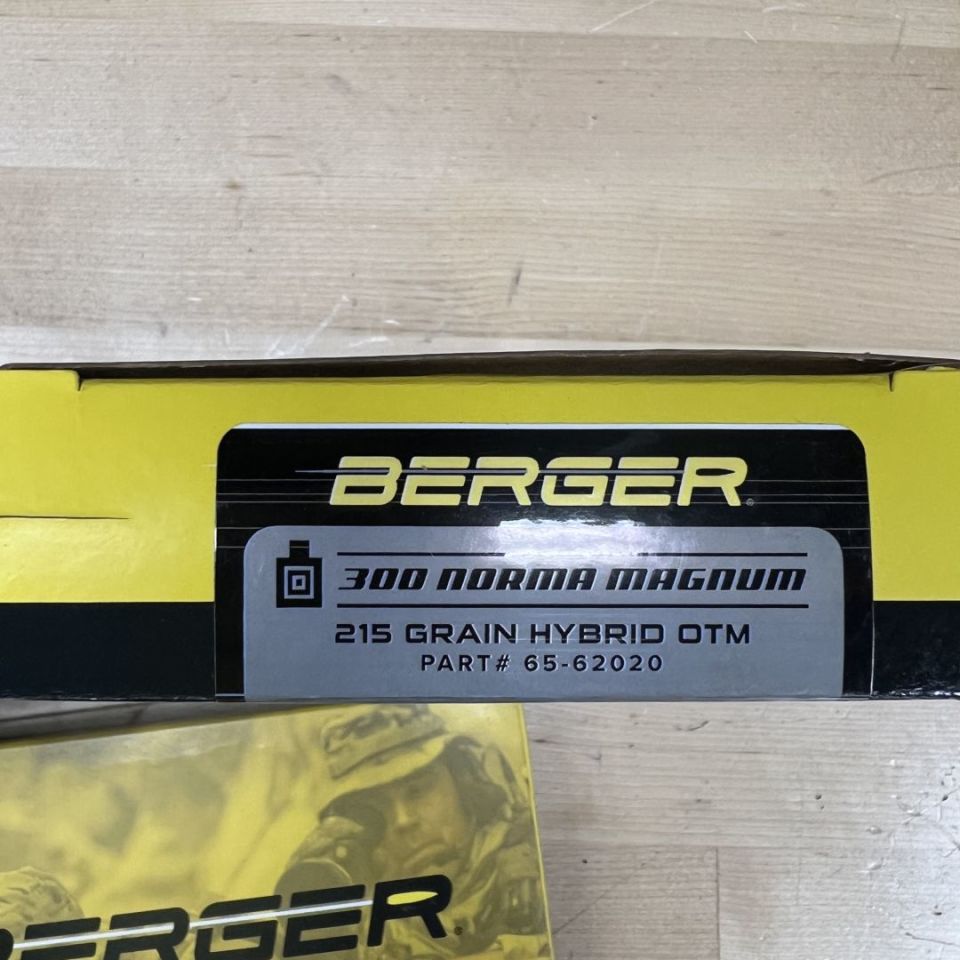 BERGER
300 NORMA MAGNUM
215 GRAIN HYBRID OTM
PART# 65-62020
BERGER